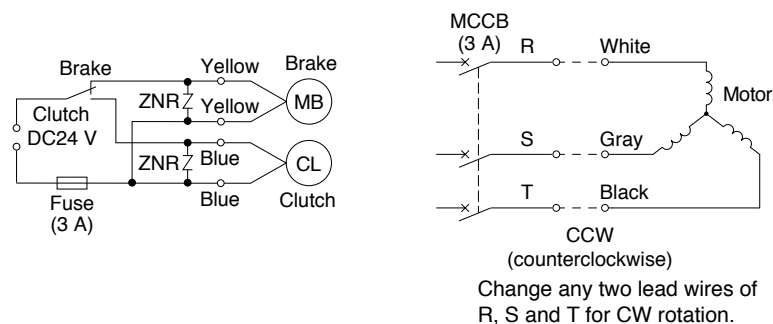 Brake
Clutch
DC24 V
Fuse
(3 A)
ZNR
ZNR
Yellow
Yellow
Blue
Blue
Brake
MB
CL
Clutch
MCCB
(3 A)
R
White
Motor
S
Gray
T
Black
CCW
(counterclockwise)
Change any two lead wires of
R, S and T for CW rotation.